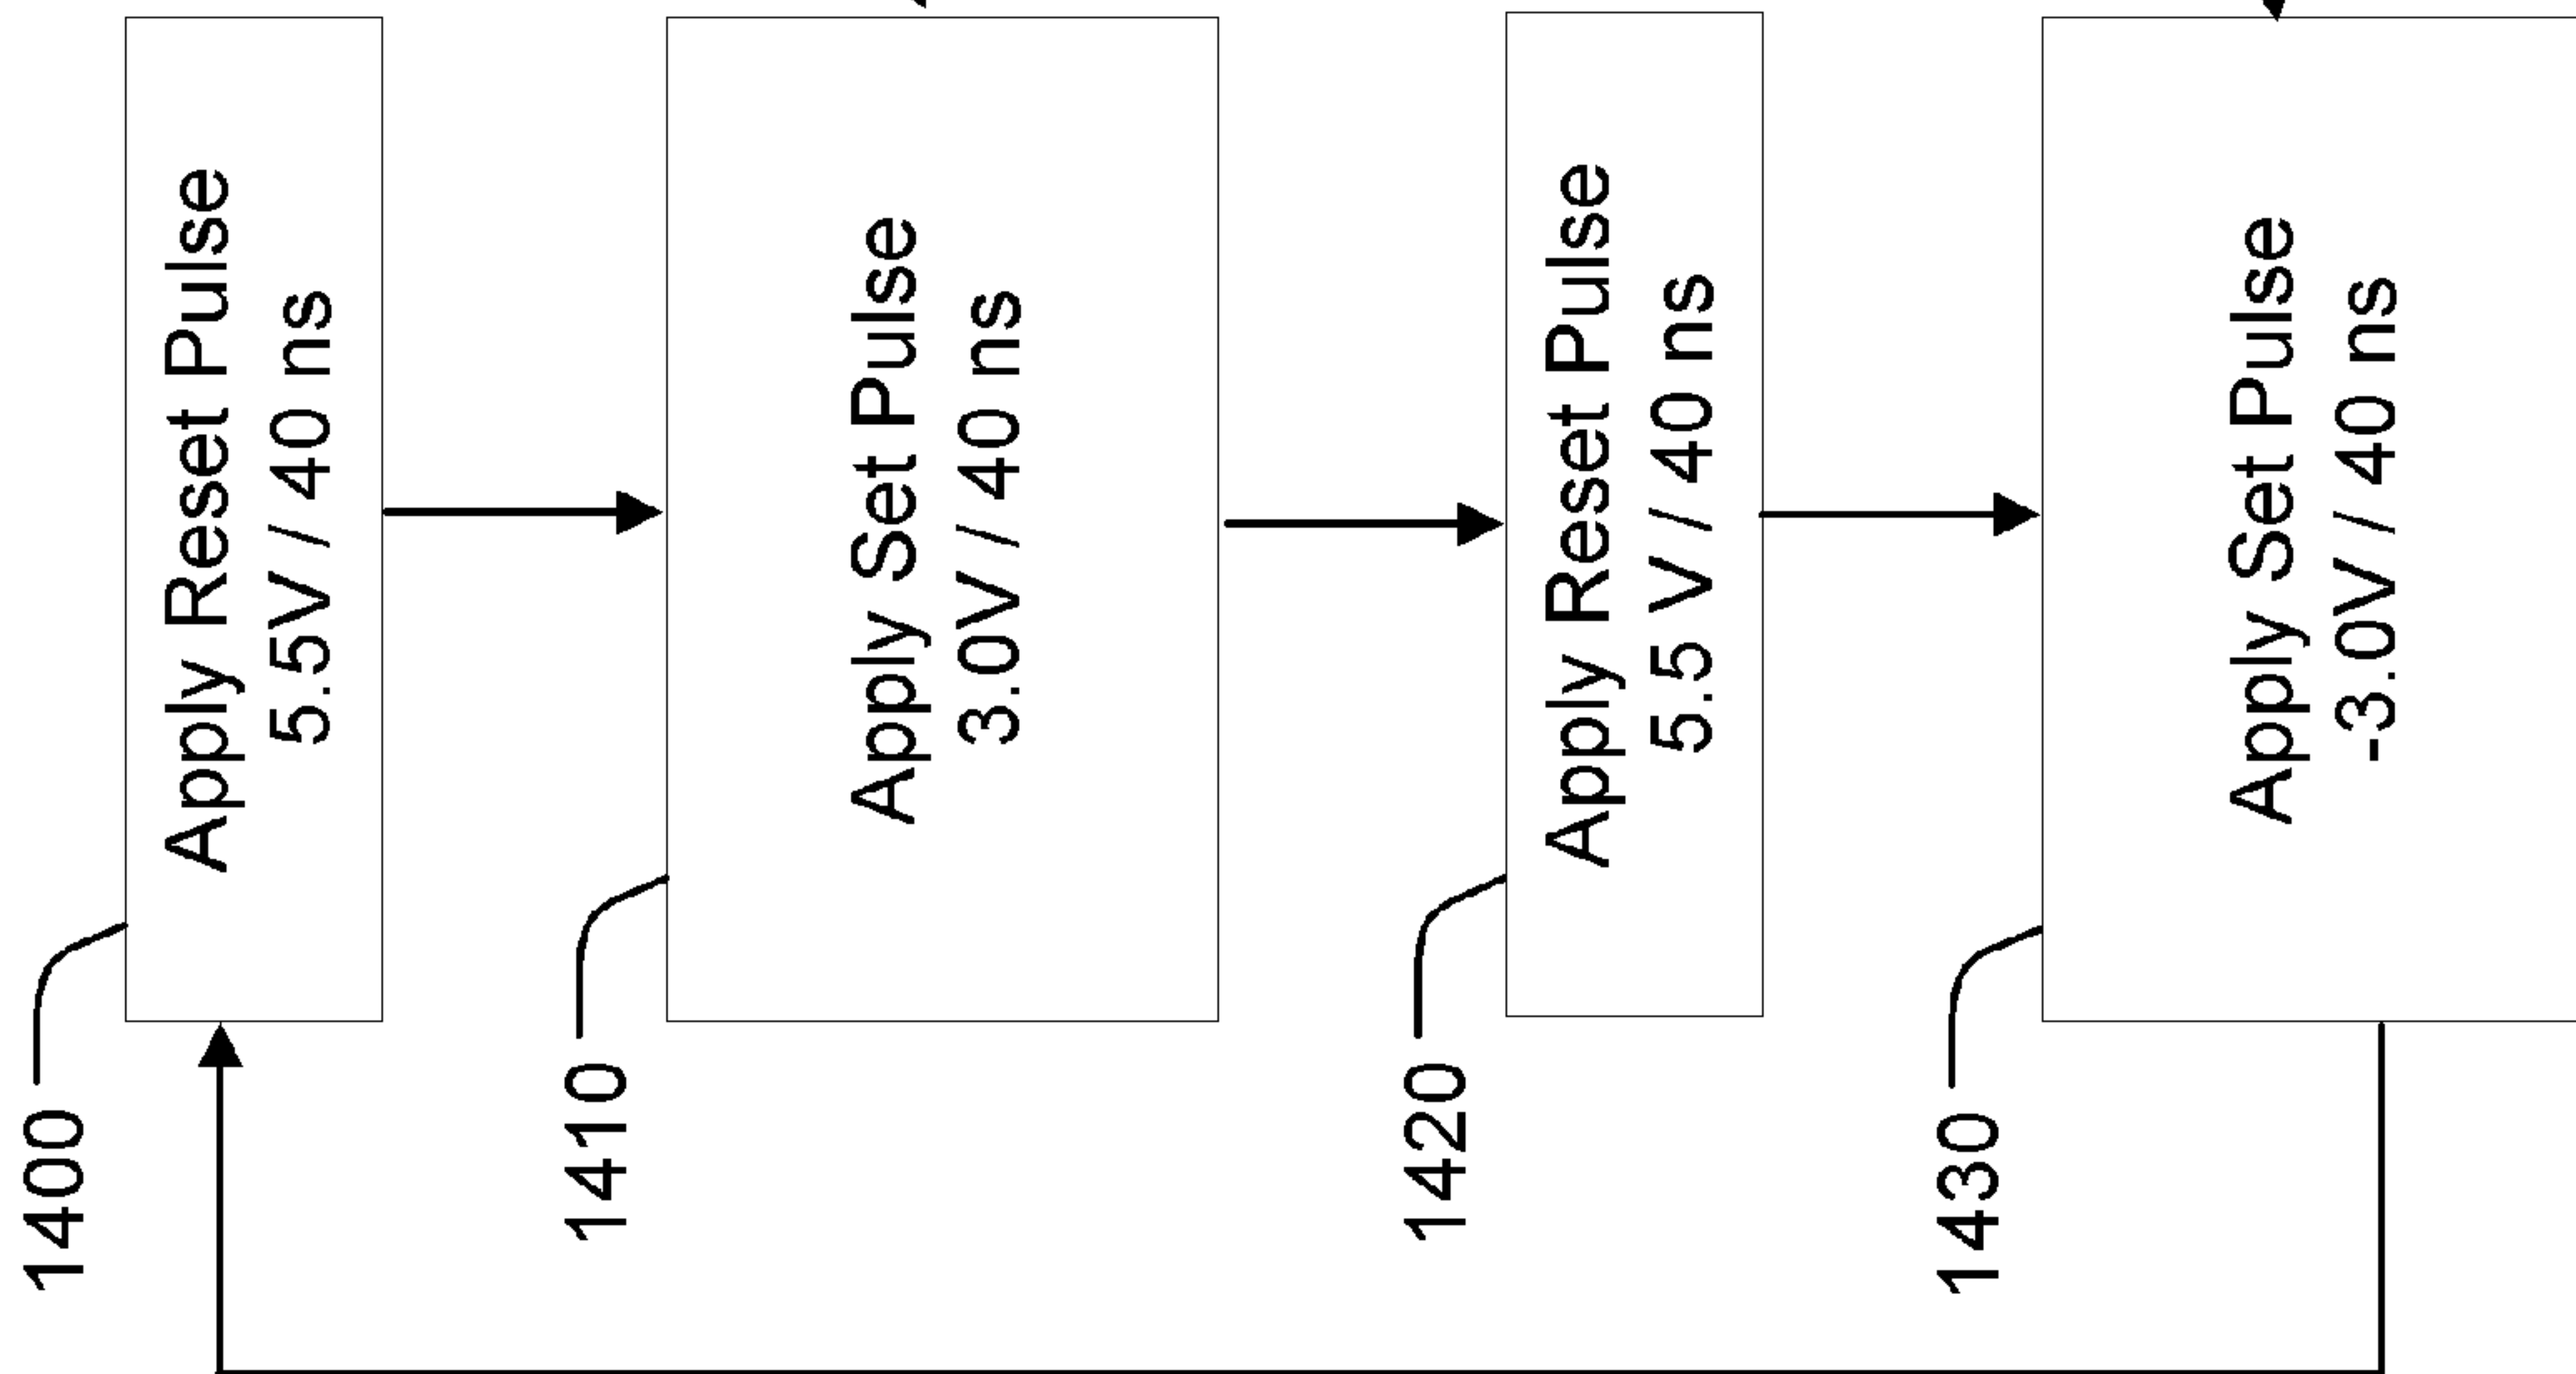 1400
Apply Reset Pulse
5.5V / 40 ns
1410
Apply Set Pulse
3.0V / 40 ns
1420
Apply Reset Pulse
5.5 V / 40 ns
1430
Apply Set Pulse
-3.0V / 40 ns